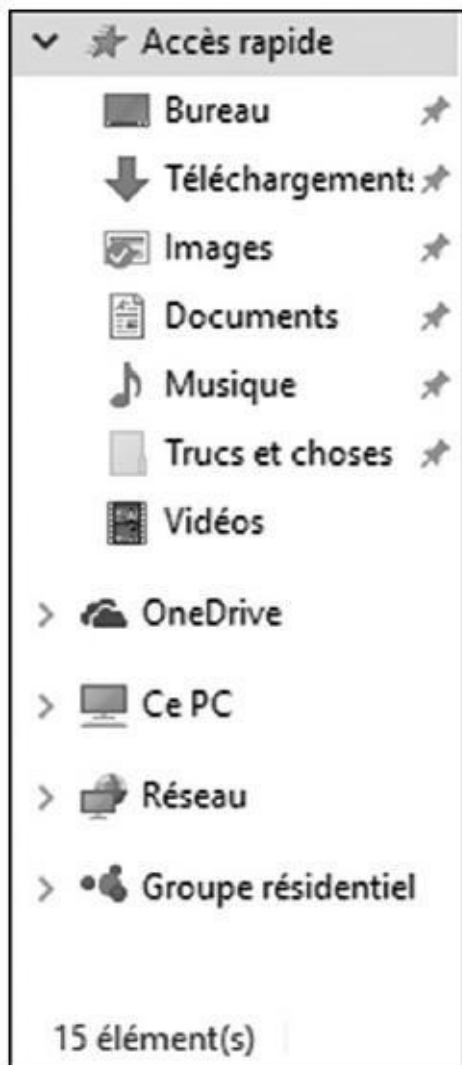 Accès rapide
Bureau
Téléchargements
Images
Documents
Musique
Trucs et choses
Vidéos
OneDrive
Ce PC
Réseau
Groupe résidentiel
15 élément(s)